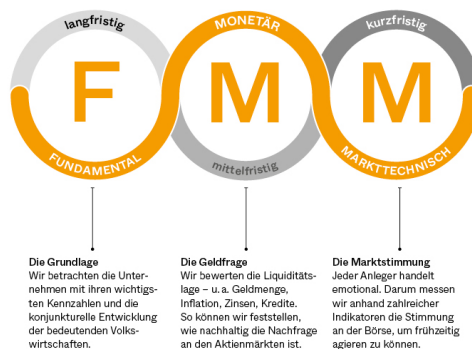 langfristig
F
FUNDAMENTAL
MONETÄR
M
mittelfristig
kurzfristig
M
MARKTTECHNISCH
Die Grundlage
Wir betrachten die Unter-
nehmen mit ihren wichtigs-
ten Kennzahlen und die
konjunkturelle Entwicklung
der bedeutenden Volks-
wirtschaften.
Die Geldfrage
Wir bewerten die Liquiditäts-
lage – u. a. Geldmenge,
Inflation, Zinsen, Kredite.
So können wir feststellen,
wie nachhaltig die Nachfrage
an den Aktienmärkten ist.
Die Marktstimmung
Jeder Anleger handelt
emotional. Darum messen
wir anhand zahlreicher
Indikatoren die Stimmung
an der Börse, um frühzeitig
agieren zu können.